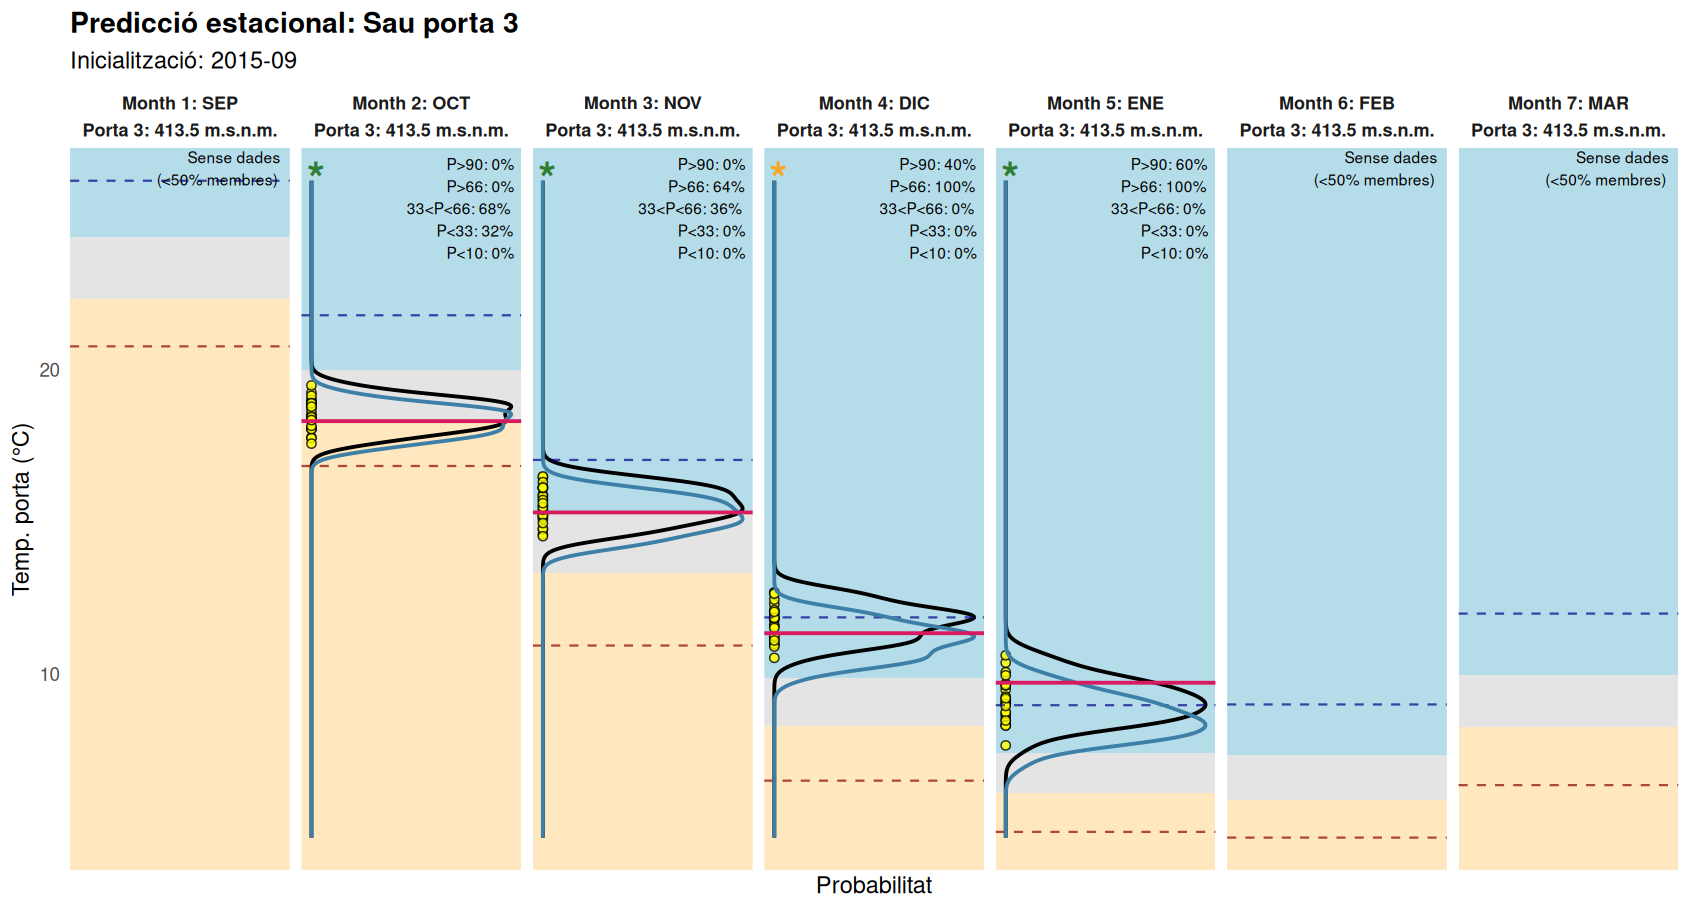 Predicció estacional: Sau porta 3
Inicialització: 2015-09
Month 1: SEP
Porta 3: 413.5 m.s.n.m.
Month 2: OCT
Porta 3: 413.5 m.s.n.m.
Month 3: NOV
Porta 3: 413.5 m.s.n.m.
Month 4: DIC
Porta 3: 413.5 m.s.n.m.
Month 5: ENE
Porta 3: 413.5 m.s.n.m.
Month 6: FEB
Porta 3: 413.5 m.s.n.m.
Month 7: MAR
Porta 3: 413.5 m.s.n.m.
Sense dades
(<50% membres)
*
P>90: 0%
P>66: 0%
33<P<66: 68%
P<33: 32%
P<10: 0%
*
P>90: 0%
P>66: 64%
33<P<66: 36%
P<33: 0%
P<10: 0%
*
P>90: 40%
P>66: 100%
33<P<66: 0%
P<33: 0%
P<10: 0%
*
P>90: 60%
P>66: 100%
33<P<66: 0%
P<33: 0%
P<10: 0%
Sense dades
(<50% membres)
Sense dades
(<50% membres)
Temp. porta (°C)
20
10
Probabilitat